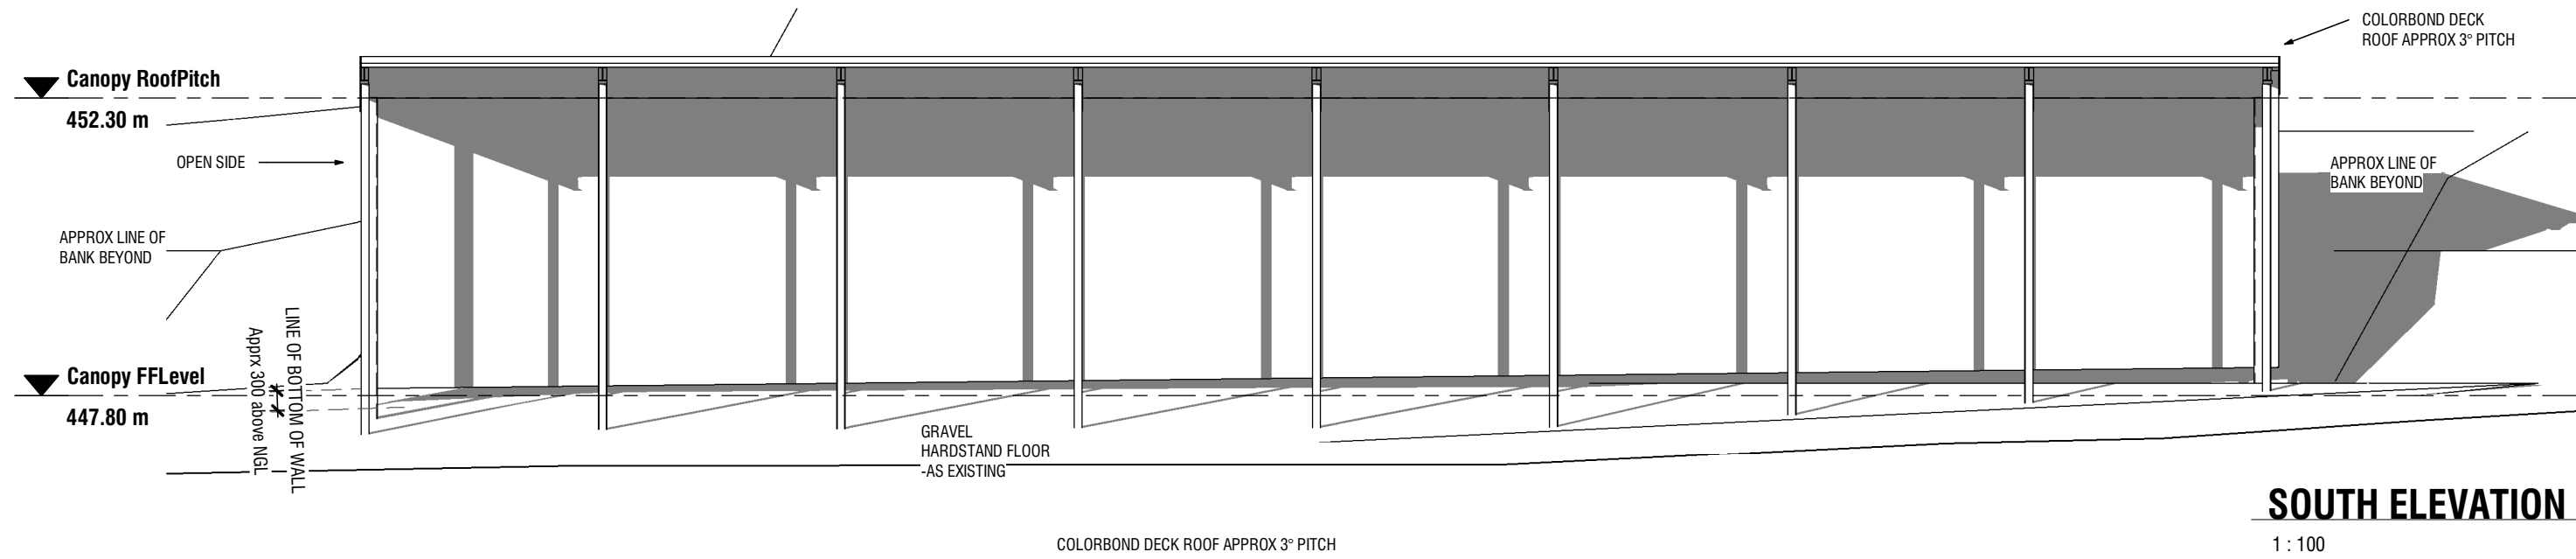 COLORBOND DECK
ROOF APPROX 3° PITCH
Canopy RoofPitch
452.30 m
OPEN SIDE
APPROX LINE OF
BANK BEYOND
APPROX LINE OF
BANK BEYOND
LINE OF BOTTOM OF WALL
Apprx 300 above NGL
Canopy FFLevel
447.80 m
GRAVEL
HARDSTAND FLOOR
-AS EXISTING
SOUTH ELEVATION
1 : 100
COLORBOND DECK ROOF APPROX 3° PITCH